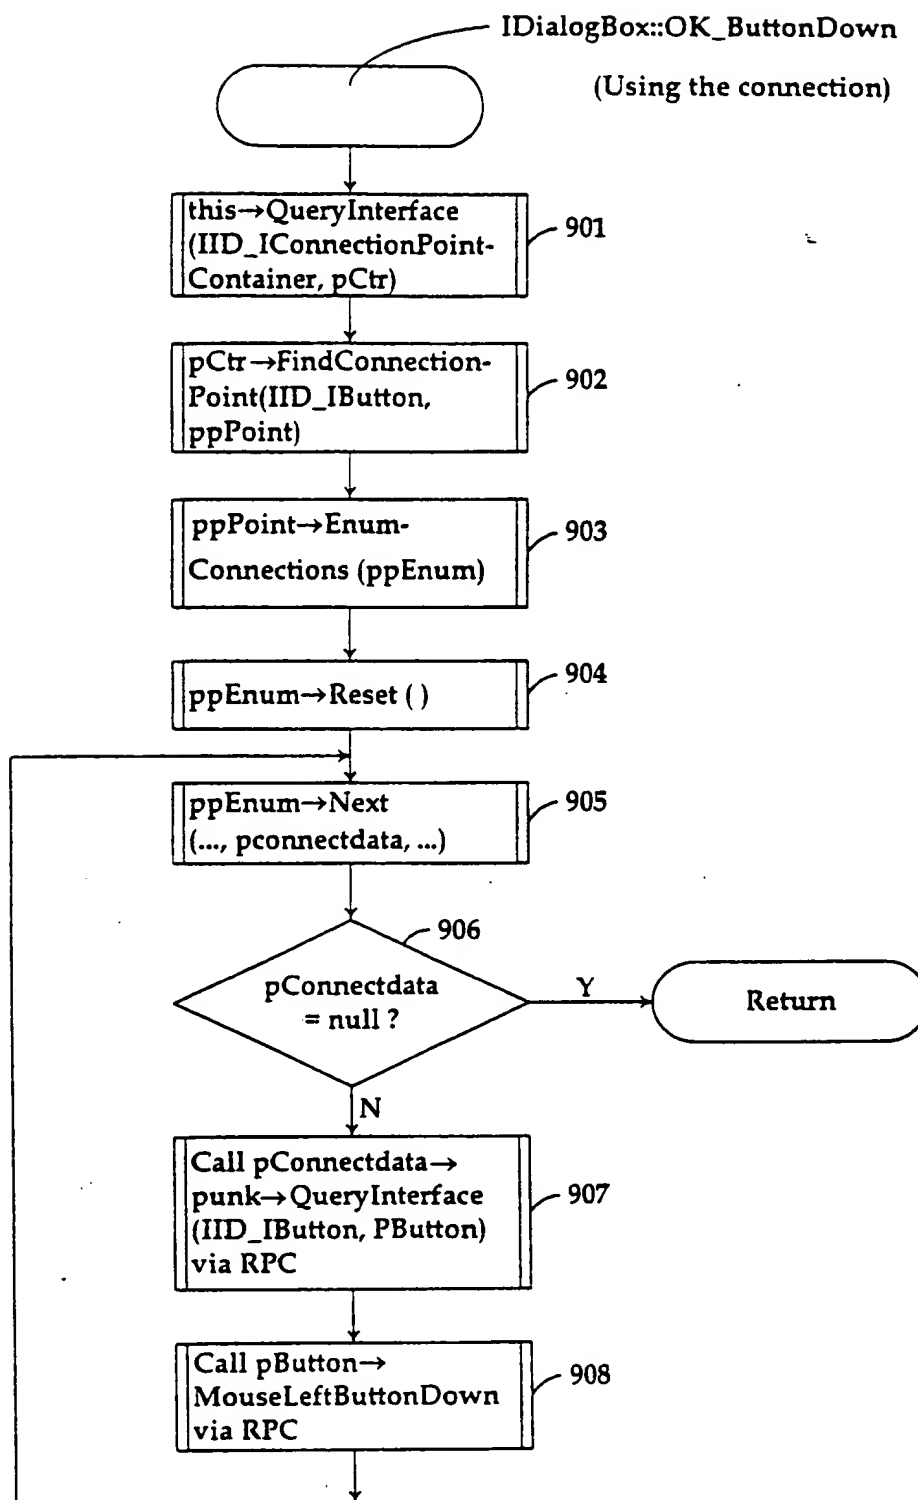 IDialogBox::OK_ButtonDown
(Using the connection)
this→QueryInterface
(IID_IConnectionPoint-
Container, pCtr)
901
pCtr→FindConnection-
Point(IID_IButton,
ppPoint)
902
ppPoint→Enum-
Connections (ppEnum)
903
ppEnum→Reset ( )
904
ppEnum→Next
(..., pconnectdata, ...)
905
906
pConnectdata
= null ?
Y
Return
N
Call pConnectdata→
punk→QueryInterface
(IID_IButton, PButton)
via RPC
907
Call pButton→
MouseLeftButtonDown
via RPC
908